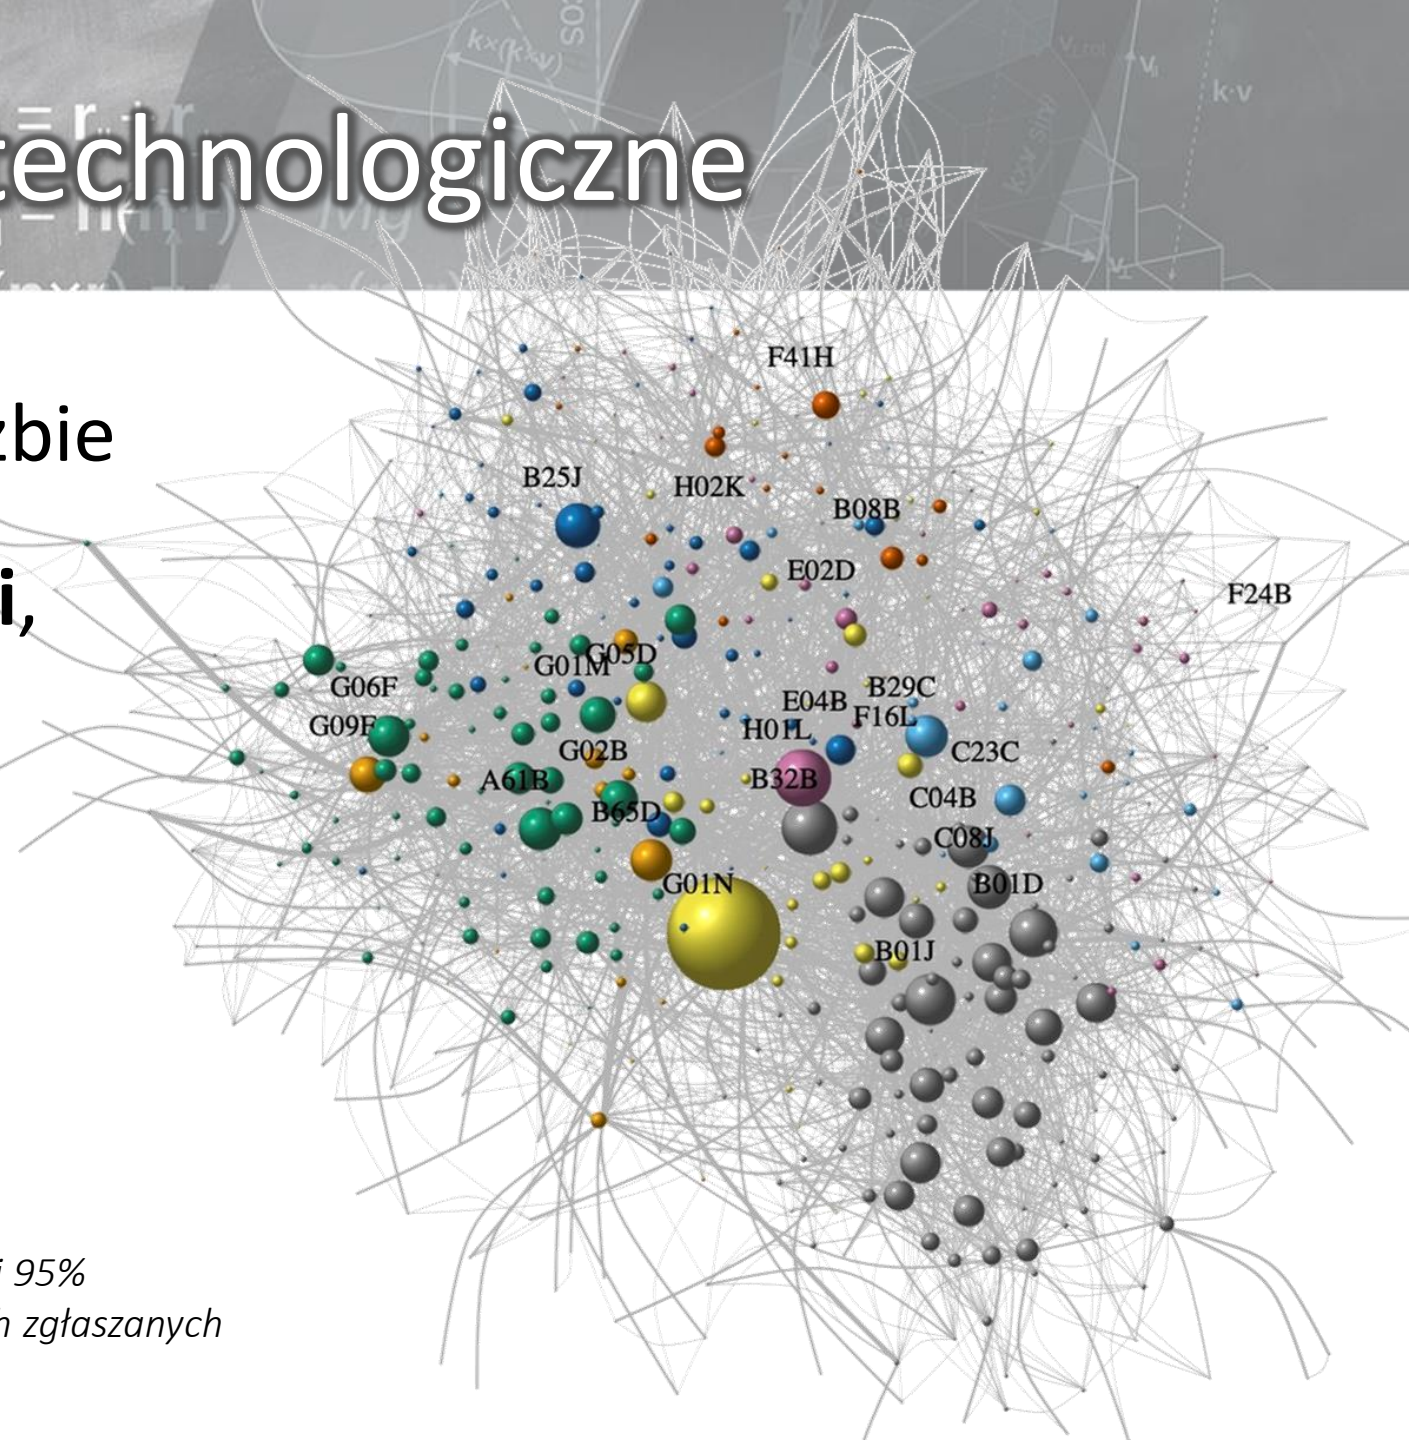 k×(k×v)
cos
k·v
technologiczne
zbie
i,
F41H
B25J
H02K
B08B
E02D
F24B
G05D
G01M
G06F
B29C
E04B
F16L
G09F
H01L
G02B
C23C
A61B
B32B
C04B
B65D
C08J
G01N
B01D
B01J
i 95%
h zgłaszanych